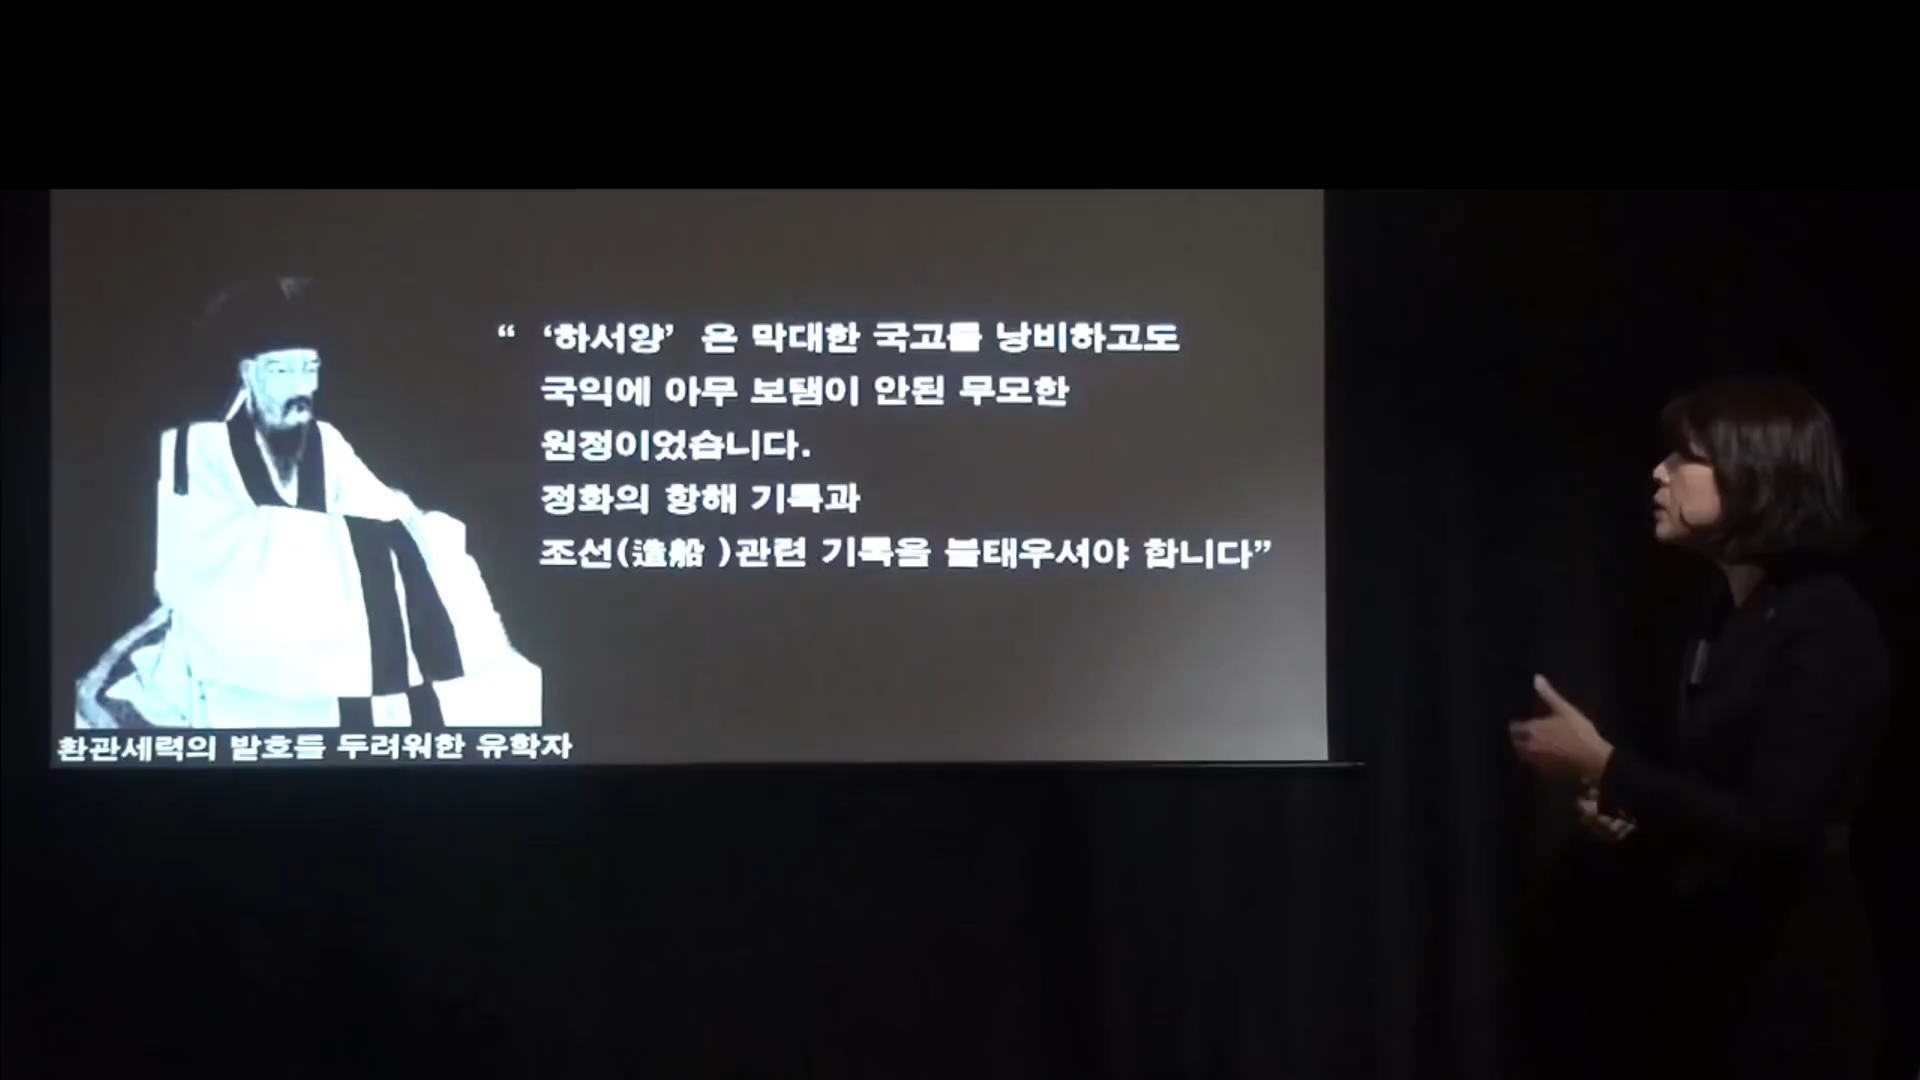 “ ‘하서양’ 은 막대한 국고를 낭비하고도
국익에 아무 보탬이 안된 무모한
원정이었습니다.
정화의 항해 기록과
조선(造船 )관련 기록을 불태우셔야 합니다”
환관세력의 발호를 두려워한 유학자